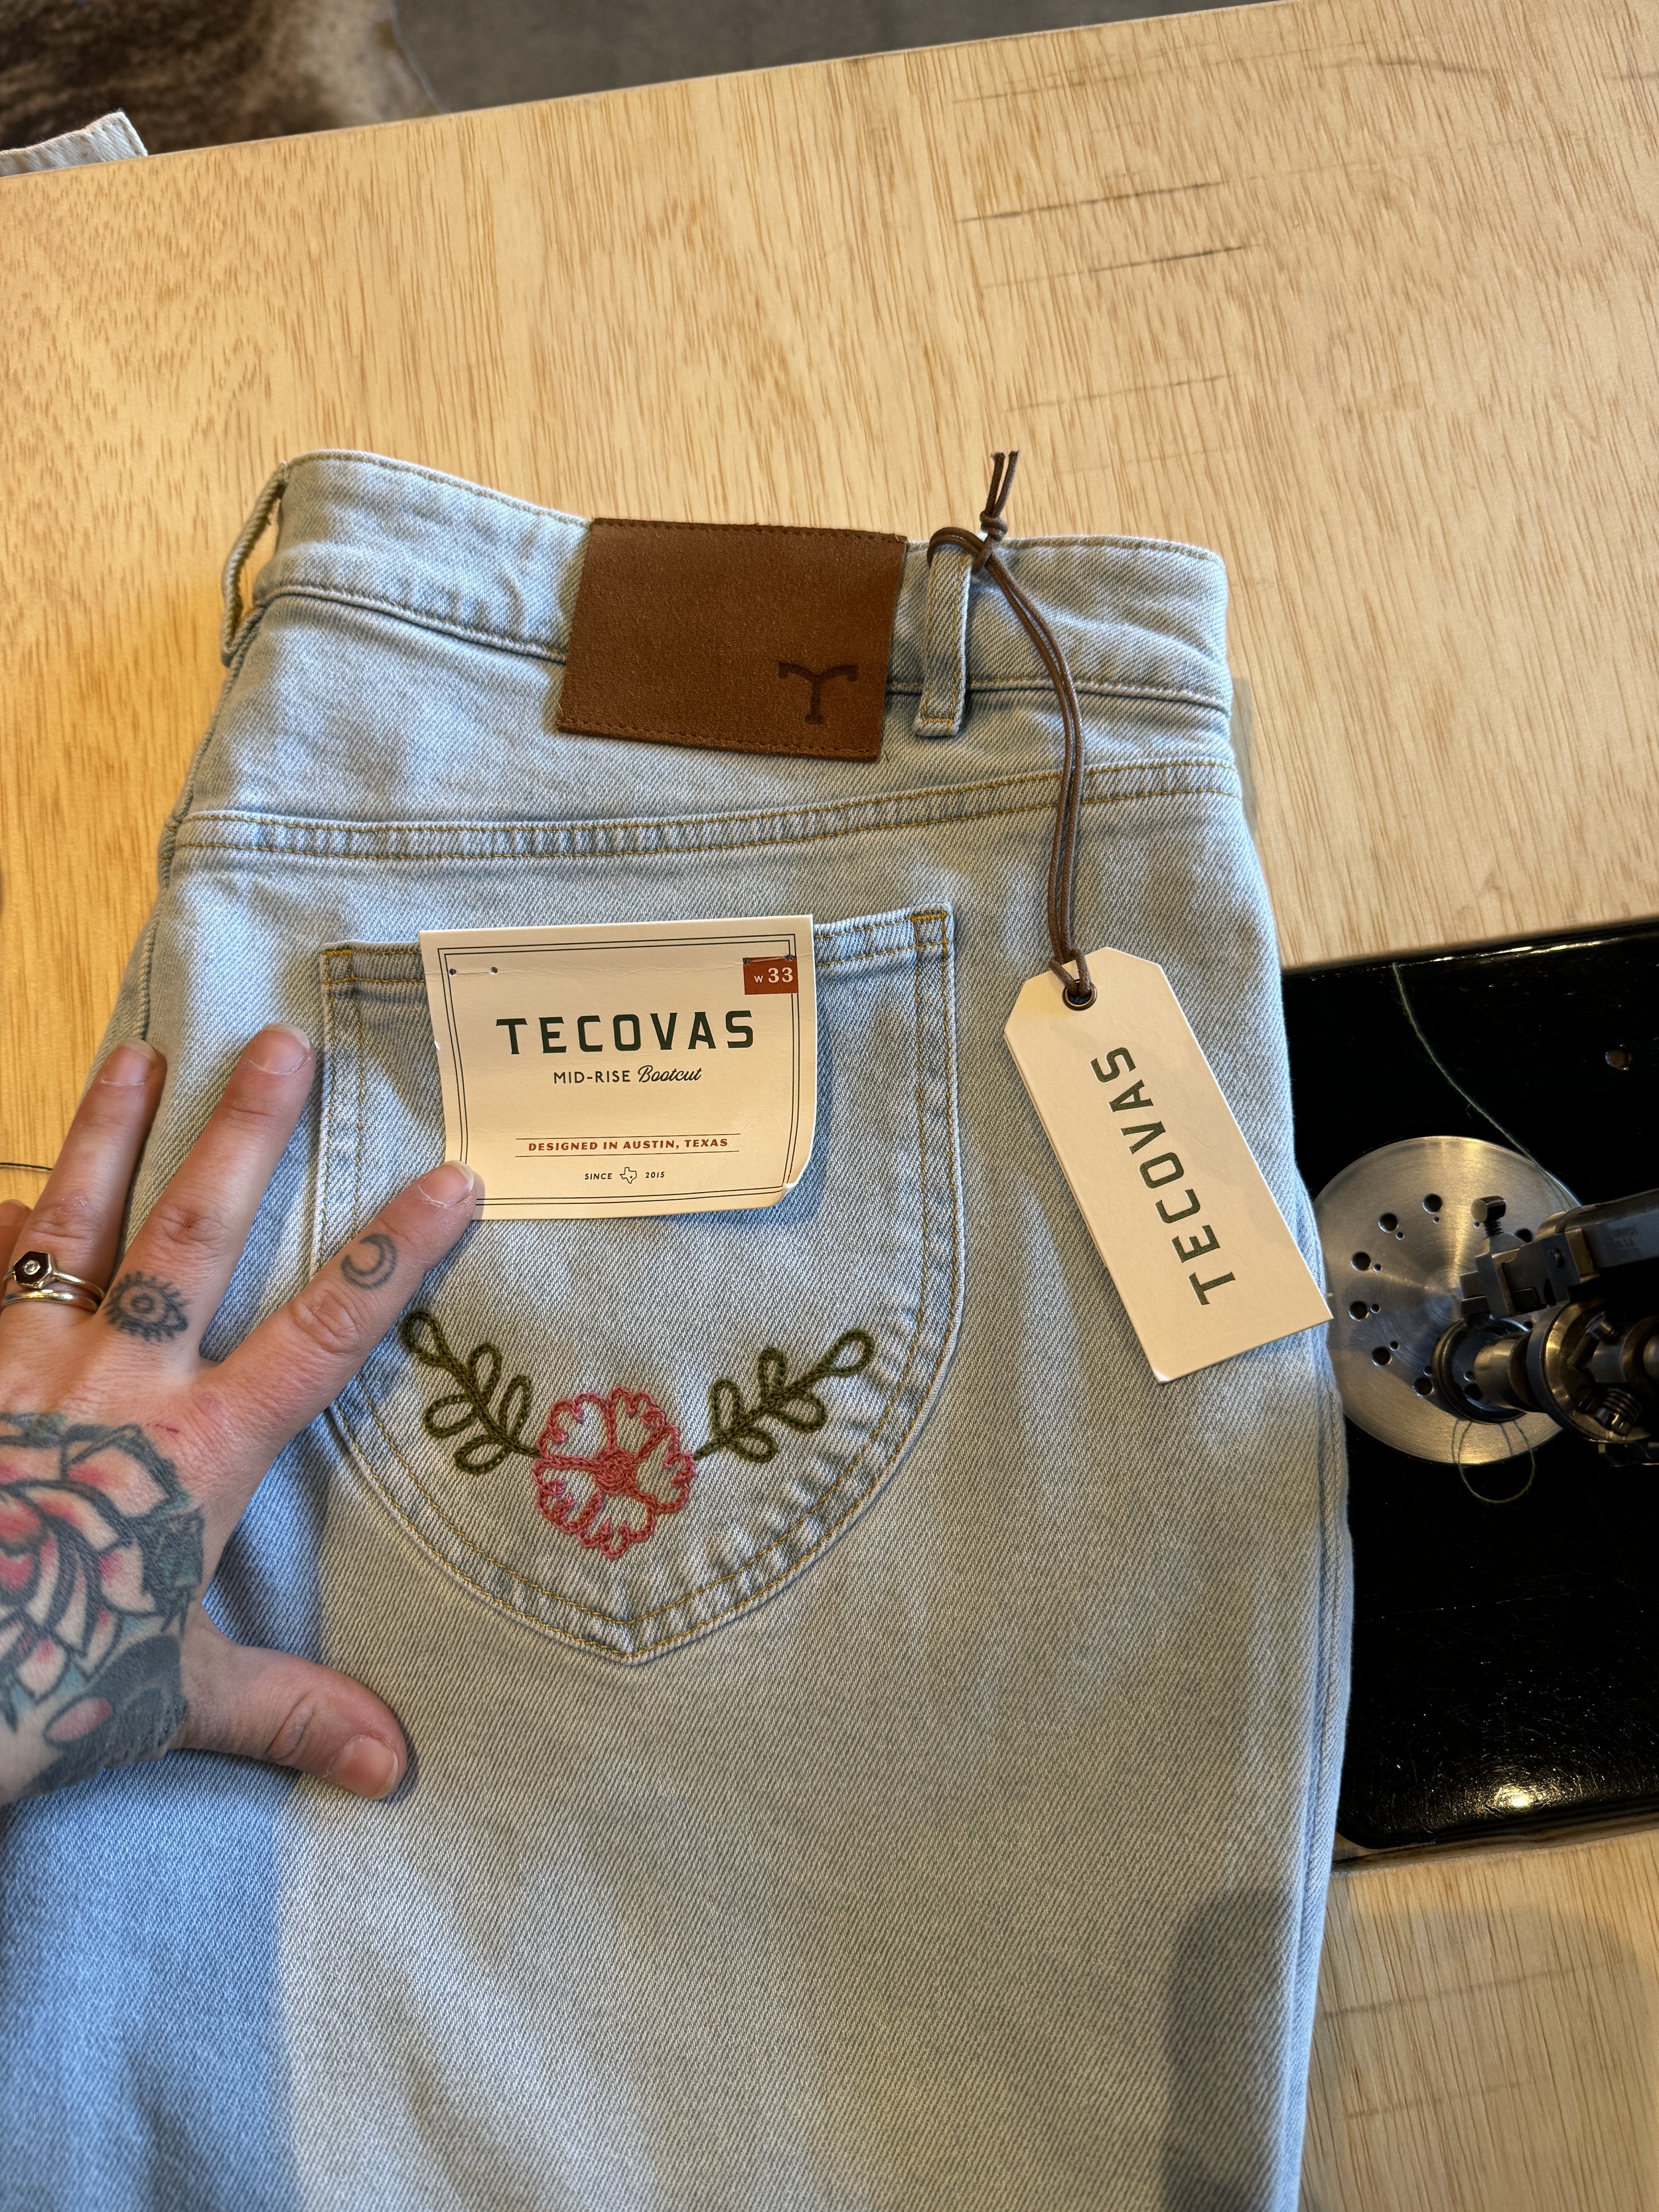 W 33
TECOVAS
MID-RISE Bootcut
DESIGNED IN AUSTIN, TEXAS
SINCE 2015
TECOVAS